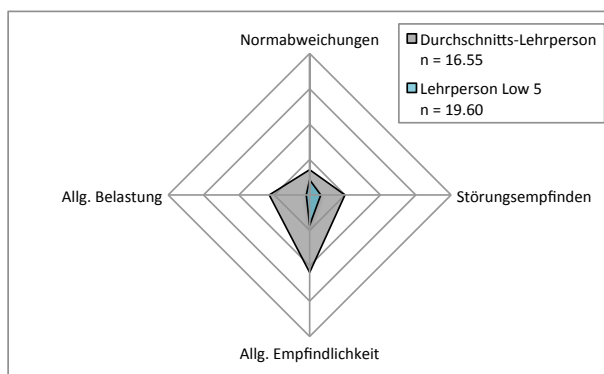 Normabweichungen
Durchschnitts-Lehrperson
n = 16.55
Lehrperson Low 5
n = 19.60
Allg. Belastung
Störungsempfinden
Allg. Empfindlichkeit